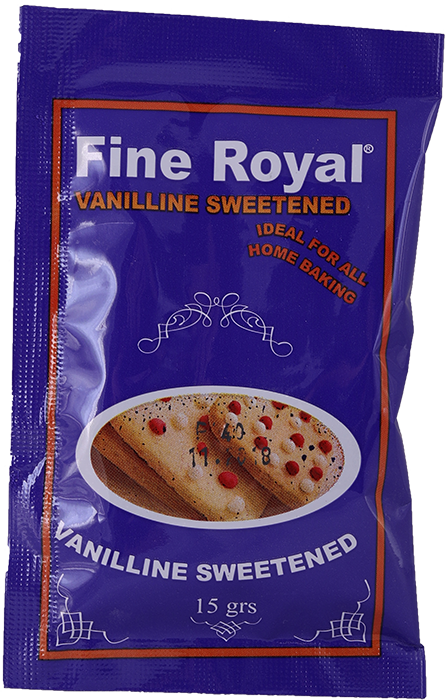 Fine Royal®
VANILLINE SWEETENED
IDEAL FOR ALL
HOME BAKING
VANILLINE SWEETENED
15 grs